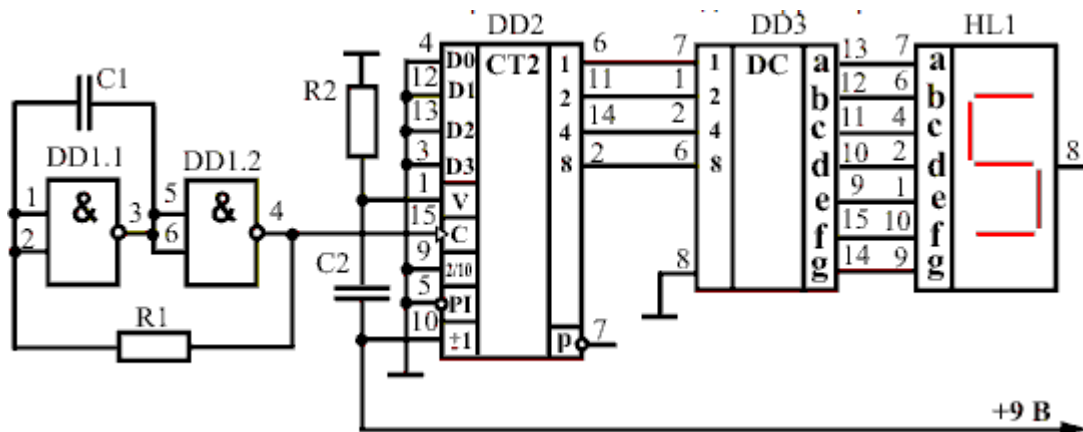 DD2 DD3 HL1
4 6 7 13 7
D0 CT2 1 1 DC a a
C1 R2 12 11 1 12 6
D1 2 2 b b
13 14 2 11 4
D2 4 4 c c
3 2 6 10 2 8
D3 8 8 d d
DD1.1 DD1.2 1 9 1
1 & 3 5 & 4 V e e
15 15 10
2 6 C f f
C2 9 8 14 9
2/10 g g
5
PI
R1 10 7
±1 p
+9 В